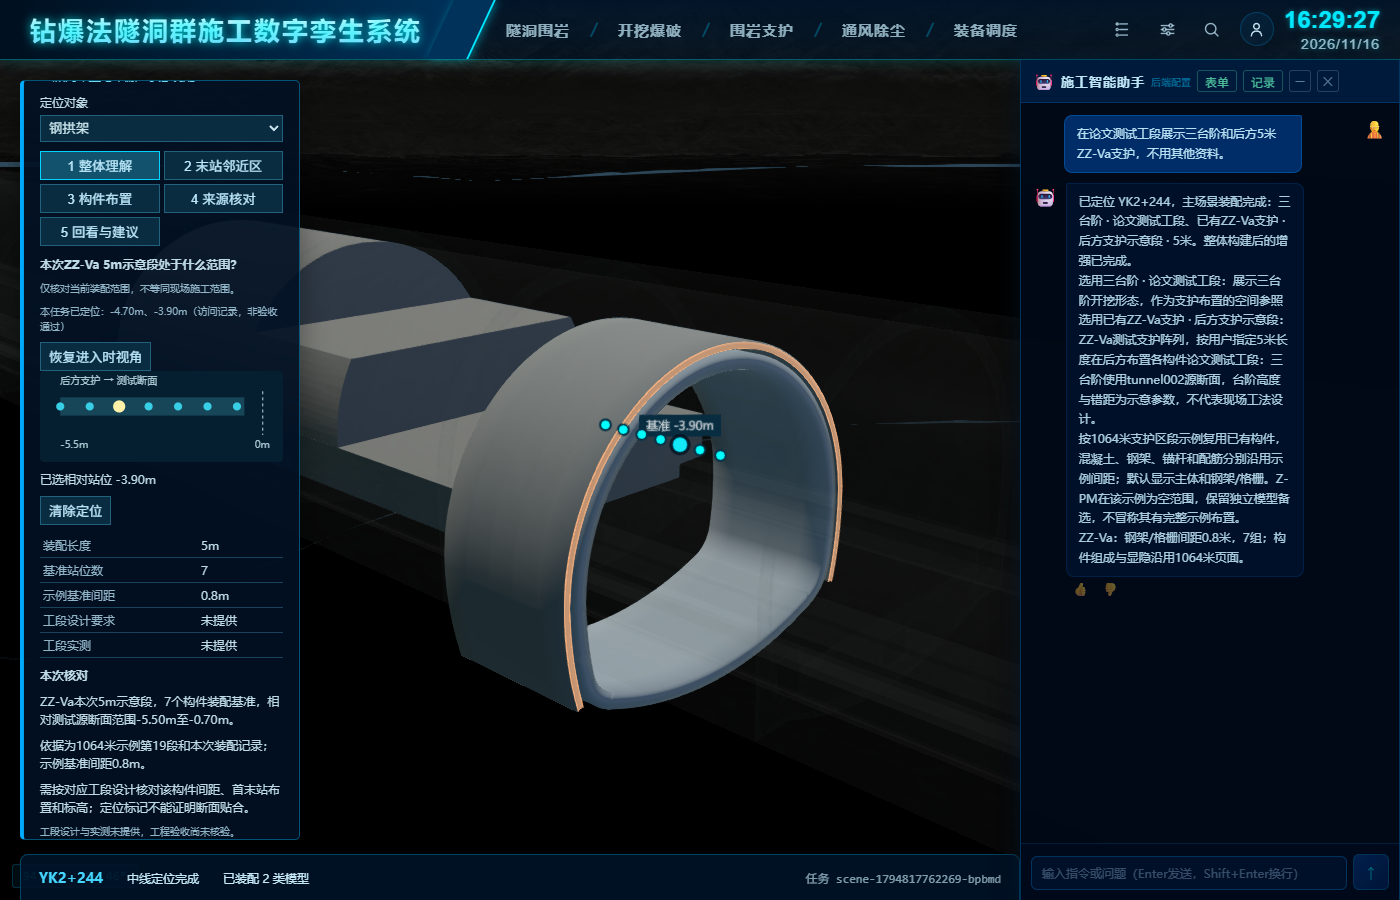 钻爆法隧洞群施工数字孪生系统
隧洞围岩 / 开挖爆破 / 围岩支护 / 通风除尘 / 装备调度
16:29:27
2026/11/16
定位对象
钢拱架
1 整体理解
2 末站邻近区
3 构件布置
4 来源核对
5 回看与建议
本次ZZ-Va 5m示意段处于什么范围?
仅核对当前装配范围，不等同现场施工范围。
本任务已定位：-4.70m、-3.90m（访问记录，非验收
通过）
恢复进入时视角
后方支护 → 测试断面
-5.5m
0m
已选相对站位 -3.90m
清除定位
装配长度 5m
基准站位数 7
示例基准间距 0.8m
工段设计要求 未提供
工段实测 未提供
本次核对
ZZ-Va本次5m示意段，7个构件装配基准，相
对测试源断面范围-5.50m至-0.70m。
依据为1064米示例第19段和本次装配记录；
示例基准间距0.8m。
需按对应工段设计核对该构件间距、首末站布
置和标高；定位标记不能证明断面贴合。
工段设计与实测未提供，工程验收尚未核验。
基准 -3.90m
YK2+244
中线定位完成
已装配 2 类模型
任务 scene-1794817762269-bpbmd
施工智能助手
后端配置
表单
记录
在论文测试工段展示三台阶和后方5米
ZZ-Va支护，不用其他资料。
已定位 YK2+244，主场景装配完成：三
台阶 · 论文测试工段、已有ZZ-Va支护 ·
后方支护示意段 · 5米。整体构建后的增
强已完成。
选用三台阶 · 论文测试工段：展示三台
阶开挖形态，作为支护布置的空间参照
选用已有ZZ-Va支护 · 后方支护示意段：
ZZ-Va测试支护阵列，按用户指定5米长
度在后方布置各构件论文测试工段：三
台阶使用tunnel002源断面，台阶高度
与错距为示意参数，不代表现场工法设
计。
按1064米支护区段示例复用已有构件，
混凝土、钢架、锚杆和配筋分别沿用示
例间距；默认显示主体和钢架/格栅。Z-
PM在该示例为空范围，保留独立模型备
选，不冒称其有完整示例布置。
ZZ-Va：钢架/格栅间距0.8米，7组；构
件组成与显隐沿用1064米页面。
输入指令或问题（Enter发送，Shift+Enter换行）